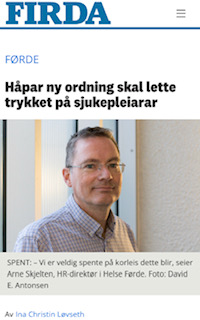 FIRDA
FØRDE
Håpar ny ordning skal lette
trykket på sjukepleiarar
SPENT: – Vi er veldig spente på korleis dette blir, seier
Arne Skjelten, HR-direktør i Helse Førde. Foto: David
E. Antonsen
Av Ina Christin Løvseth